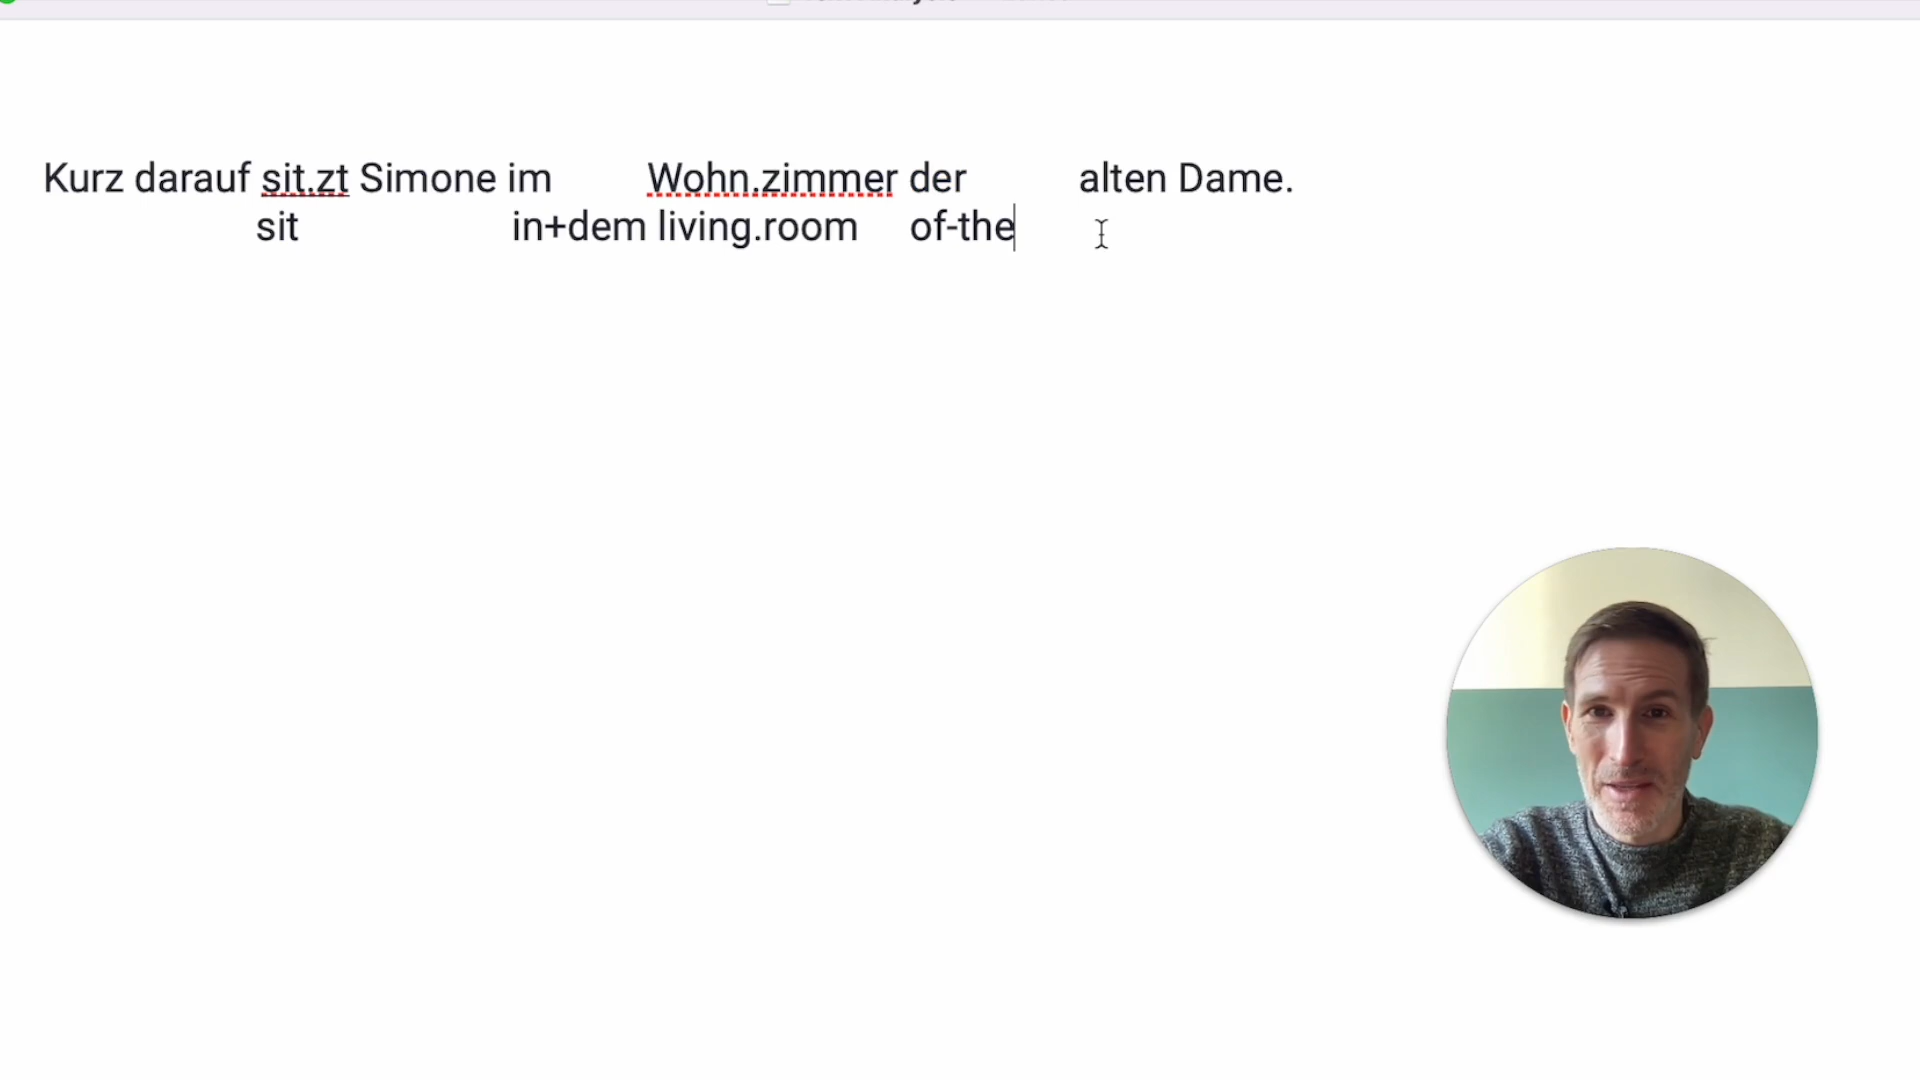 Kurz darauf sit.zt Simone im Wohn.zimmer der alten Dame.
sit in+dem living.room of-the